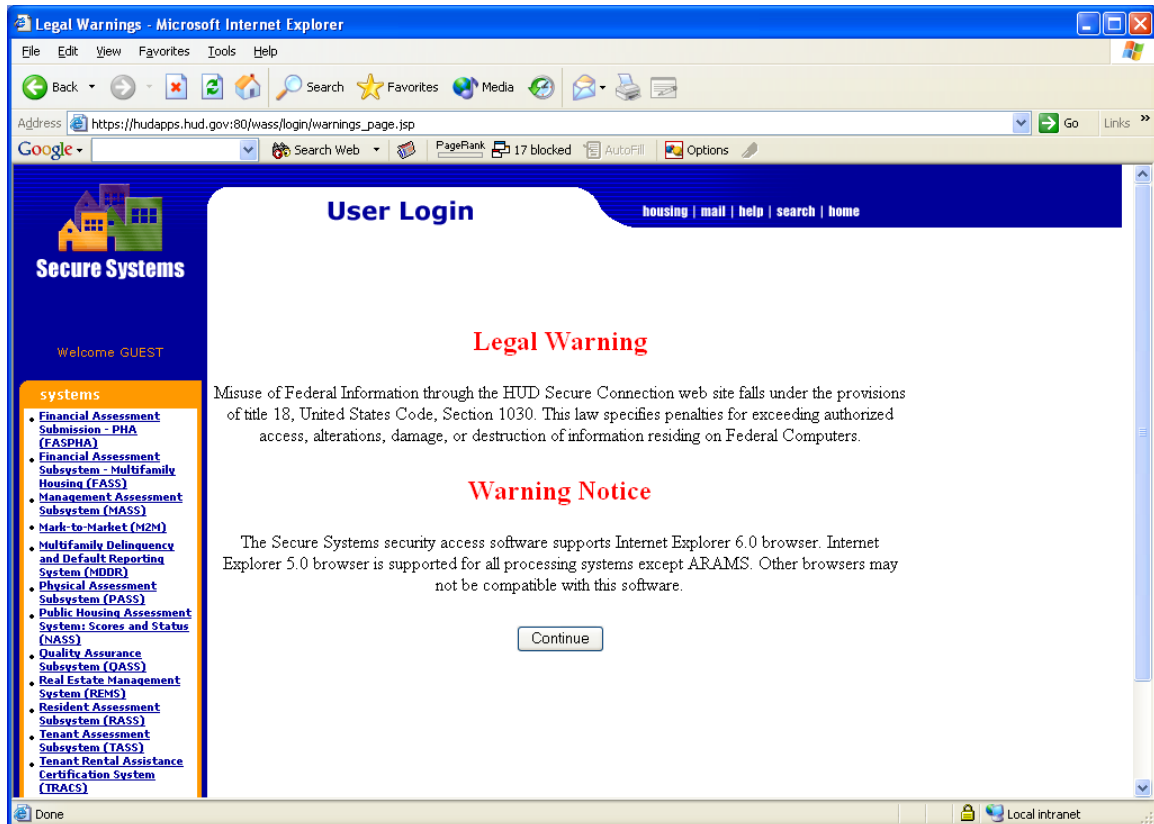 Legal Warnings - Microsoft Internet Explorer
File Edit View Favorites Tools Help
Back Search Favorites Media
Address https://hudapps.hud.gov:80/wass/login/warnings_page.jsp Go Links »
Google Search Web PageRank 17 blocked AutoFill Options
Secure Systems
User Login
housing | mail | help | search | home
Welcome GUEST
systems
Financial Assessment
Submission - PHA
(FASPHA)
Financial Assessment
Subsystem - Multifamily
Housing (FASS)
Management Assessment
Subsystem (MASS)
Mark-to-Market (M2M)
Multifamily Delinquency
and Default Reporting
System (MDDR)
Physical Assessment
Subsystem (PASS)
Public Housing Assessment
System: Scores and Status
(NASS)
Quality Assurance
Subsystem (QASS)
Real Estate Management
System (REMS)
Resident Assessment
Subsystem (RASS)
Tenant Assessment
Subsystem (TASS)
Tenant Rental Assistance
Certification System
(TRACS)
Legal Warning
Misuse of Federal Information through the HUD Secure Connection web site falls under the provisions
of title 18, United States Code, Section 1030. This law specifies penalties for exceeding authorized
access, alterations, damage, or destruction of information residing on Federal Computers.
Warning Notice
The Secure Systems security access software supports Internet Explorer 6.0 browser. Internet
Explorer 5.0 browser is supported for all processing systems except ARAMS. Other browsers may
not be compatible with this software.
Continue
Done
Local intranet